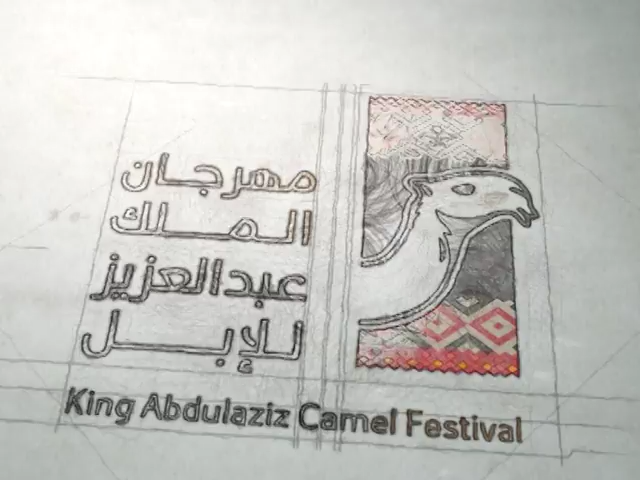 مهرجان
الملك
عبدالعزيز
للإبل
King Abdulaziz Camel Festival